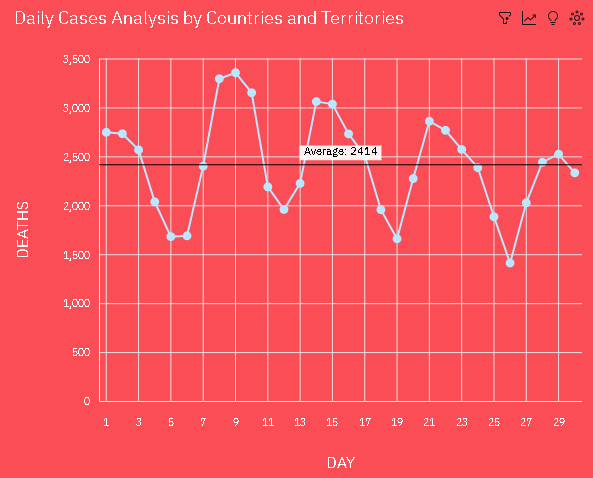 Daily Cases Analysis by Countries and Territories
3,500
3,000
2,500
2,000
1,500
1,000
500
0
DEATHS
Average: 2414
1 3 5 7 9 11 13 15 17 19 21 23 25 27 29
DAY